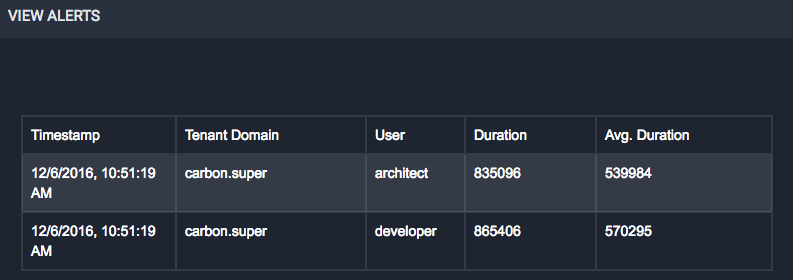 VIEW ALERTS
Timestamp Tenant Domain User Duration Avg. Duration
12/6/2016, 10:51:19 carbon.super architect 835096 539984
AM
12/6/2016, 10:51:19 carbon.super developer 865406 570295
AM